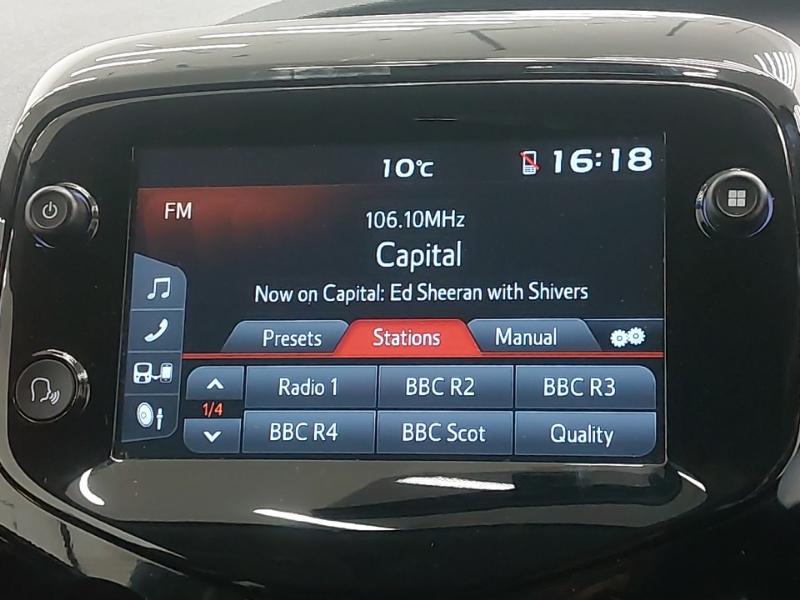 10°C 16:18
FM
106.10MHz
Capital
Now on Capital: Ed Sheeran with Shivers
Presets Stations Manual
Radio 1 BBC R2 BBC R3
1/4
BBC R4 BBC Scot Quality